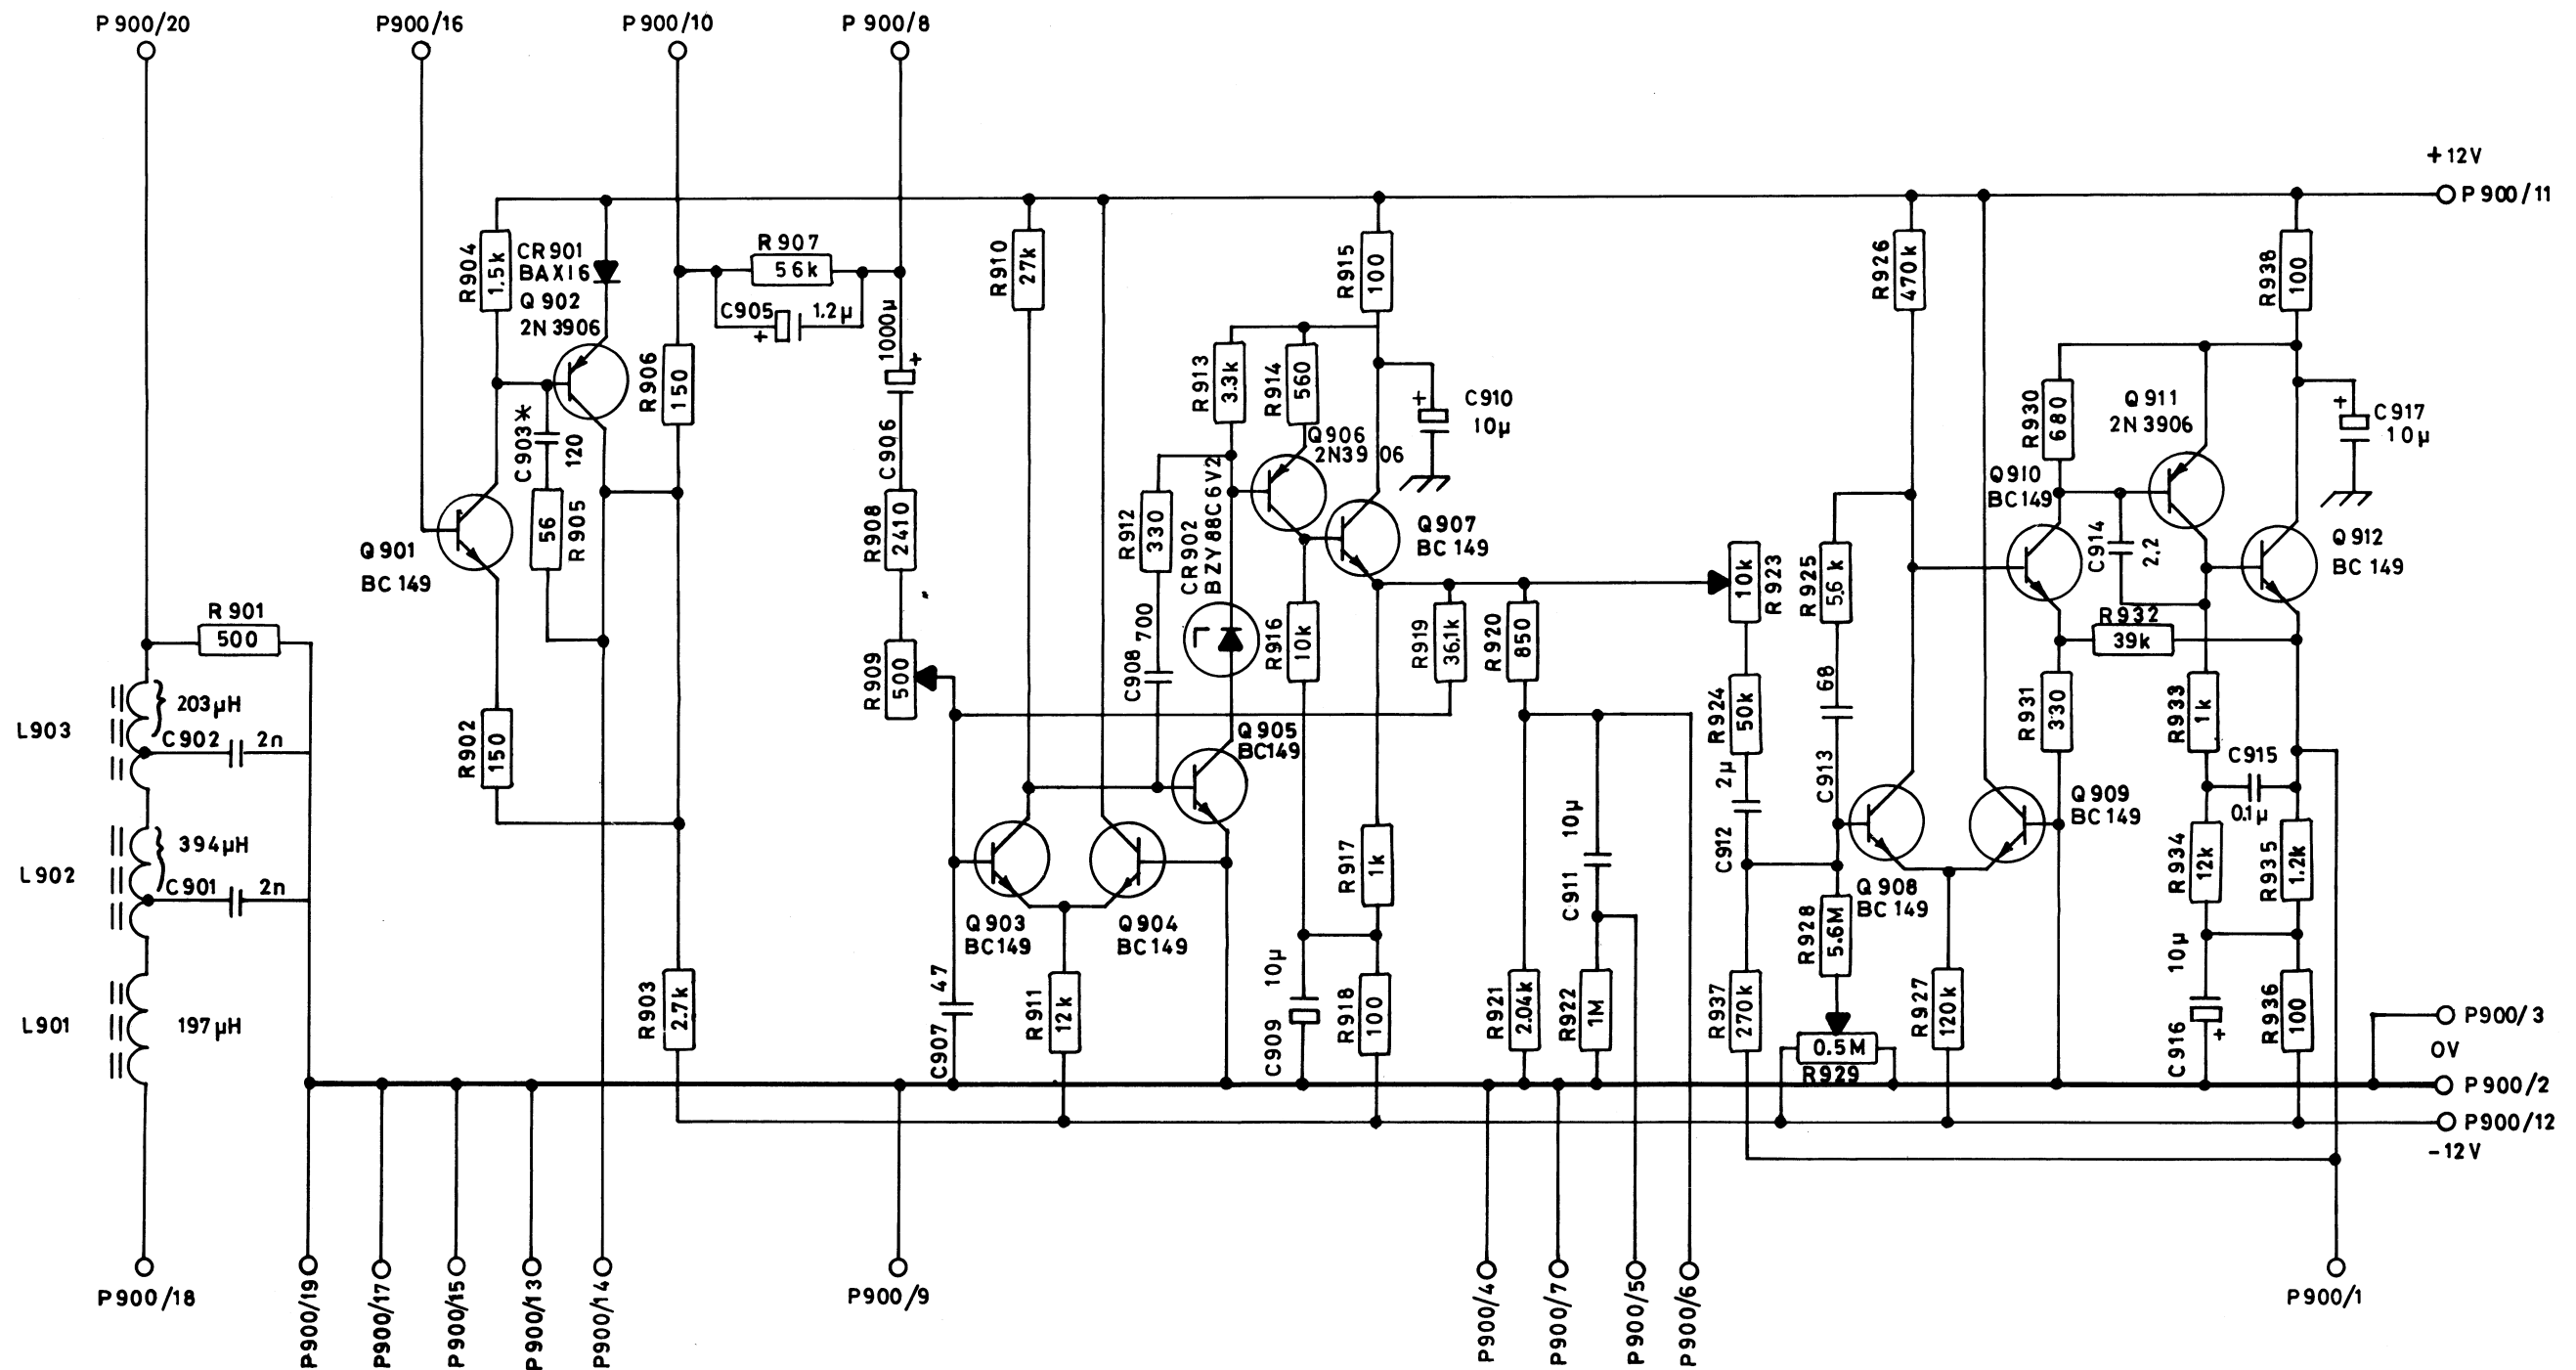 P900/20
P900/16
P900/10
P900/8
+12V
P900/11
R904
1.5k
CR901
BAX16
Q902
2N3906
R907
56k
C905
1.2µ
+
R906
150
1000µ
+
C906
R910
27k
R915
100
R913
3.3k
R914
560
+
C910
10µ
Q906
2N3906
R926
470k
R938
100
R930
680
Q911
2N3906
+
C917
10µ
C903*
120
56
R905
Q901
BC149
R908
2410
R912
330
CR902
BZY88C6V2
Q907
BC149
Q910
BC149
C914
2.2
Q912
BC149
R901
500
R909
500
C908
700
R916
10k
R919
36.1k
R920
850
10k
R923
R925
5.6k
R932
39k
L903
203µH
C902
2n
R902
150
Q905
BC149
R924
50k
68
C913
R931
330
R933
1k
C915
0.1µ
L902
394µH
C901
2n
Q903
BC149
Q904
BC149
R917
1k
10µ
C911
2µ
C912
Q908
BC149
Q909
BC149
R934
12k
R935
1.2k
L901
197µH
R903
2.7k
47
C907
R911
12k
10µ
C909
R918
100
R921
2.04k
R922
1M
R937
270k
R928
5.6M
0.5M
R929
R927
120k
10µ
C916
+
R936
100
P900/3
0V
P900/2
P900/12
-12V
P900/18
P900/19
P900/17
P900/15
P900/13
P900/14
P900/9
P900/4
P900/7
P900/5
P900/6
P900/1